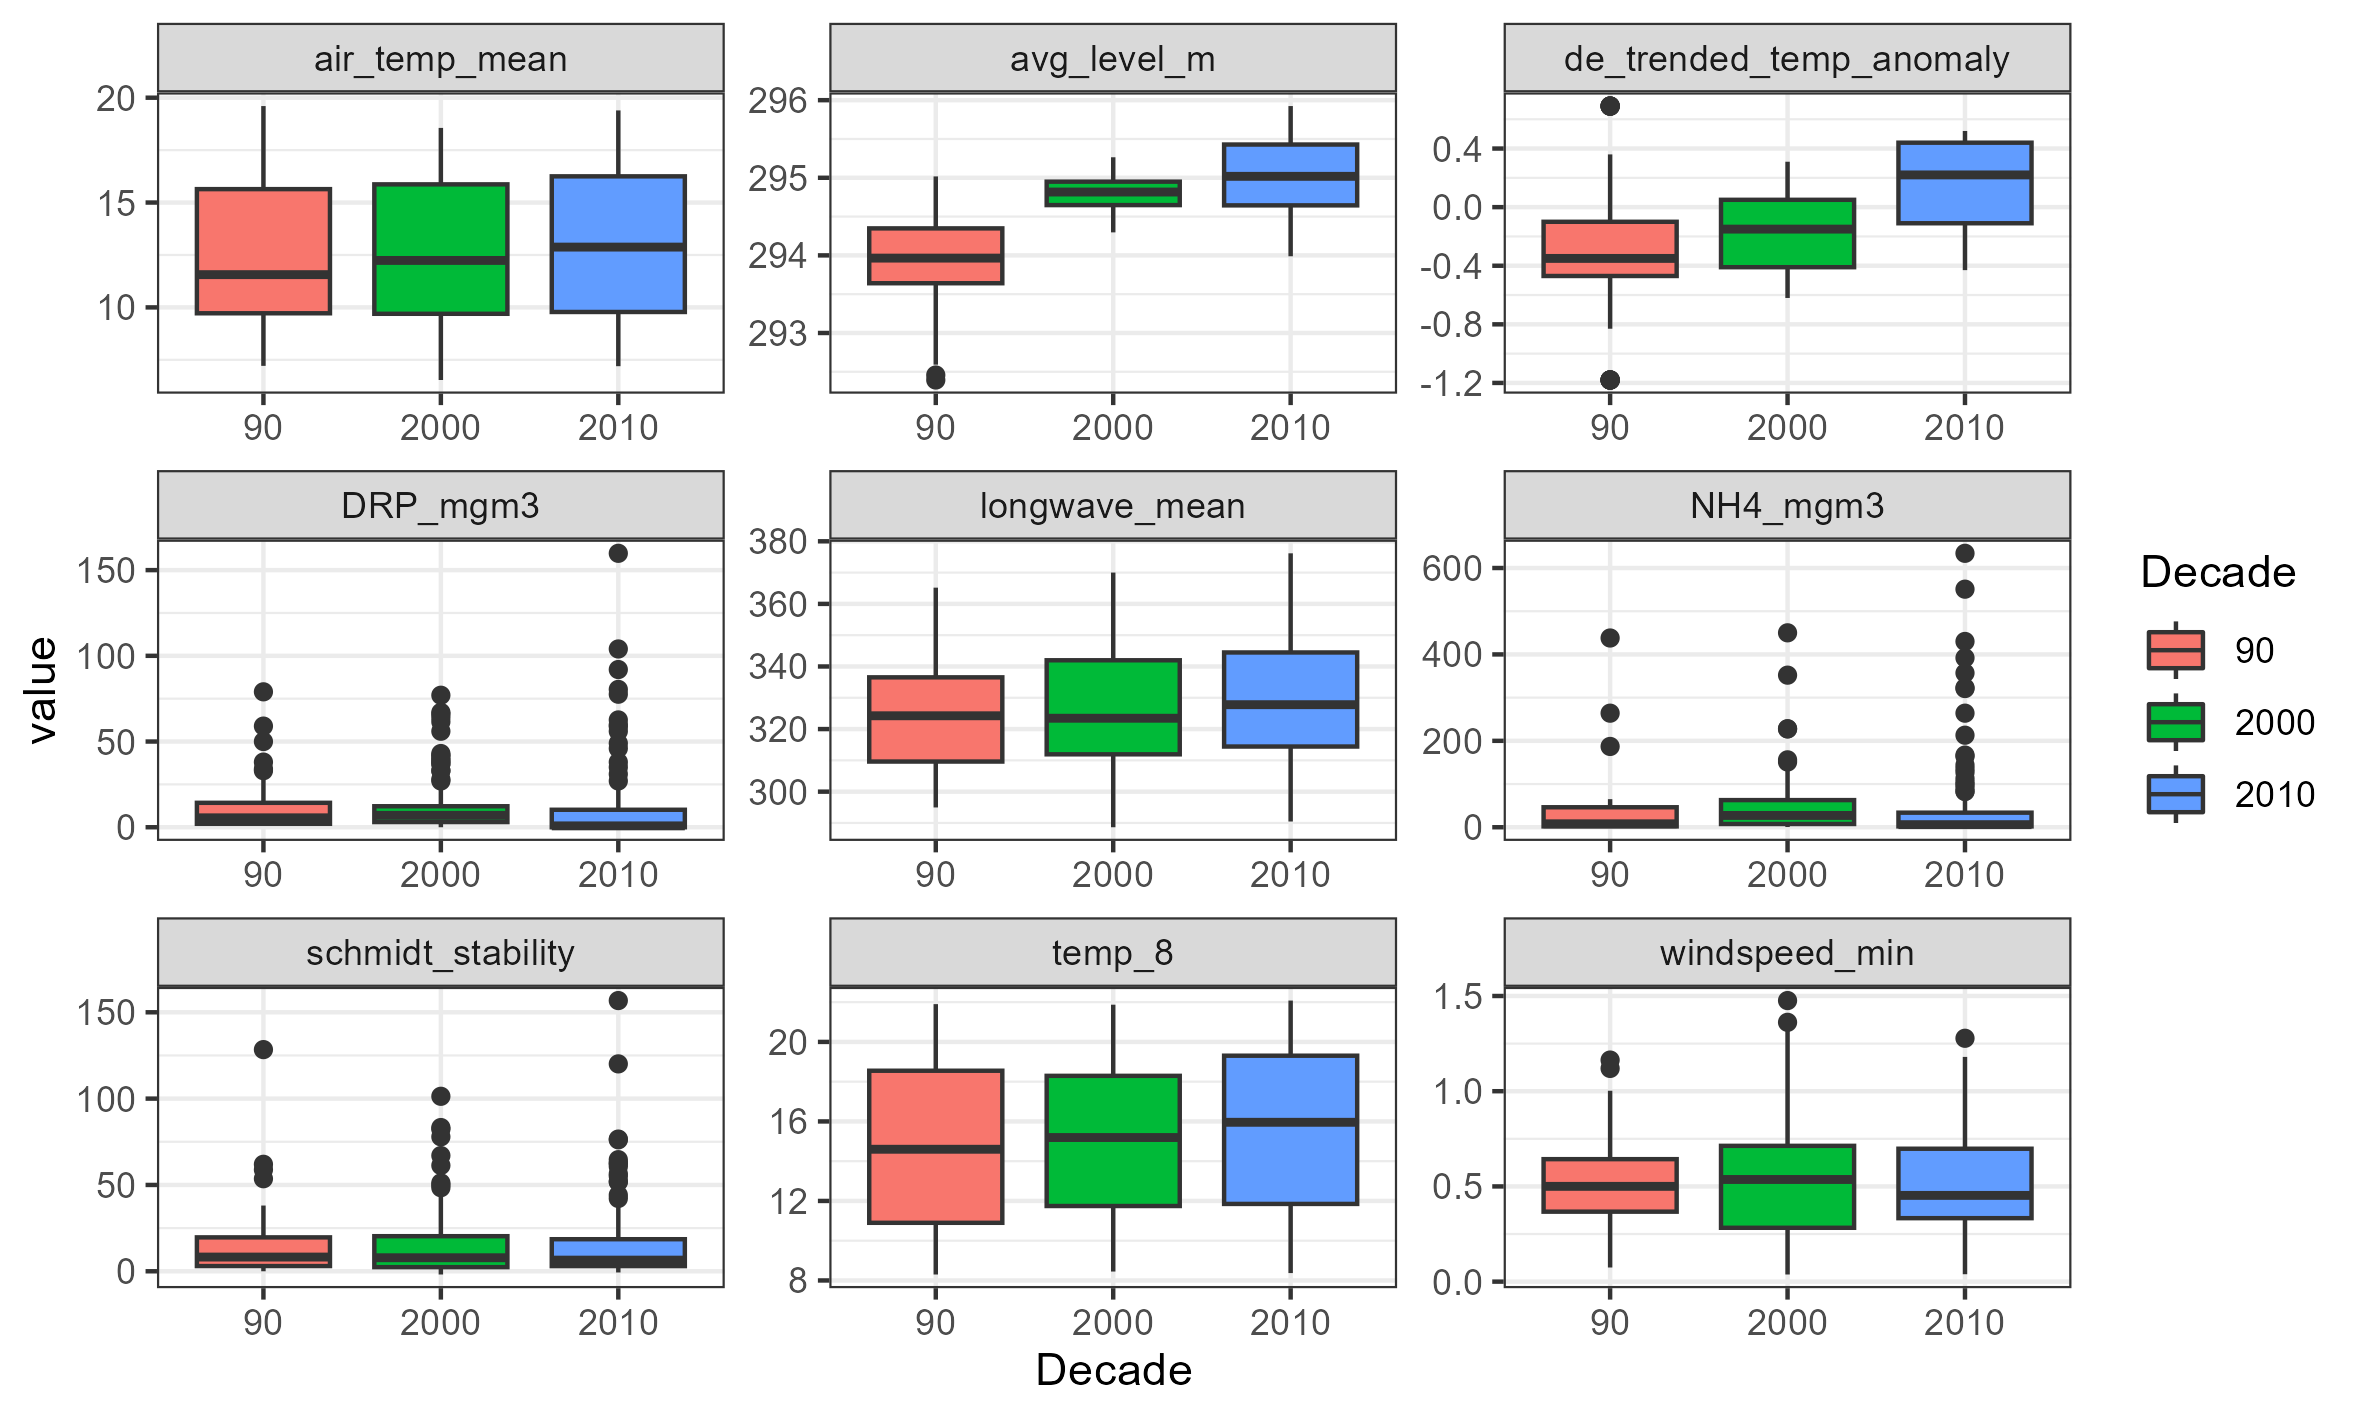 air_temp_mean
avg_level_m
de_trended_temp_anomaly
20
15
10
296
295
294
293
0.4
0.0
-0.4
-0.8
-1.2
90 2000 2010
90 2000 2010
90 2000 2010
DRP_mgm3
longwave_mean
NH4_mgm3
150
100
50
0
380
360
340
320
300
600
400
200
0
90 2000 2010
90 2000 2010
90 2000 2010
schmidt_stability
temp_8
windspeed_min
150
100
50
0
20
16
12
8
1.5
1.0
0.5
0.0
90 2000 2010
90 2000 2010
90 2000 2010
value
Decade
Decade
90
2000
2010